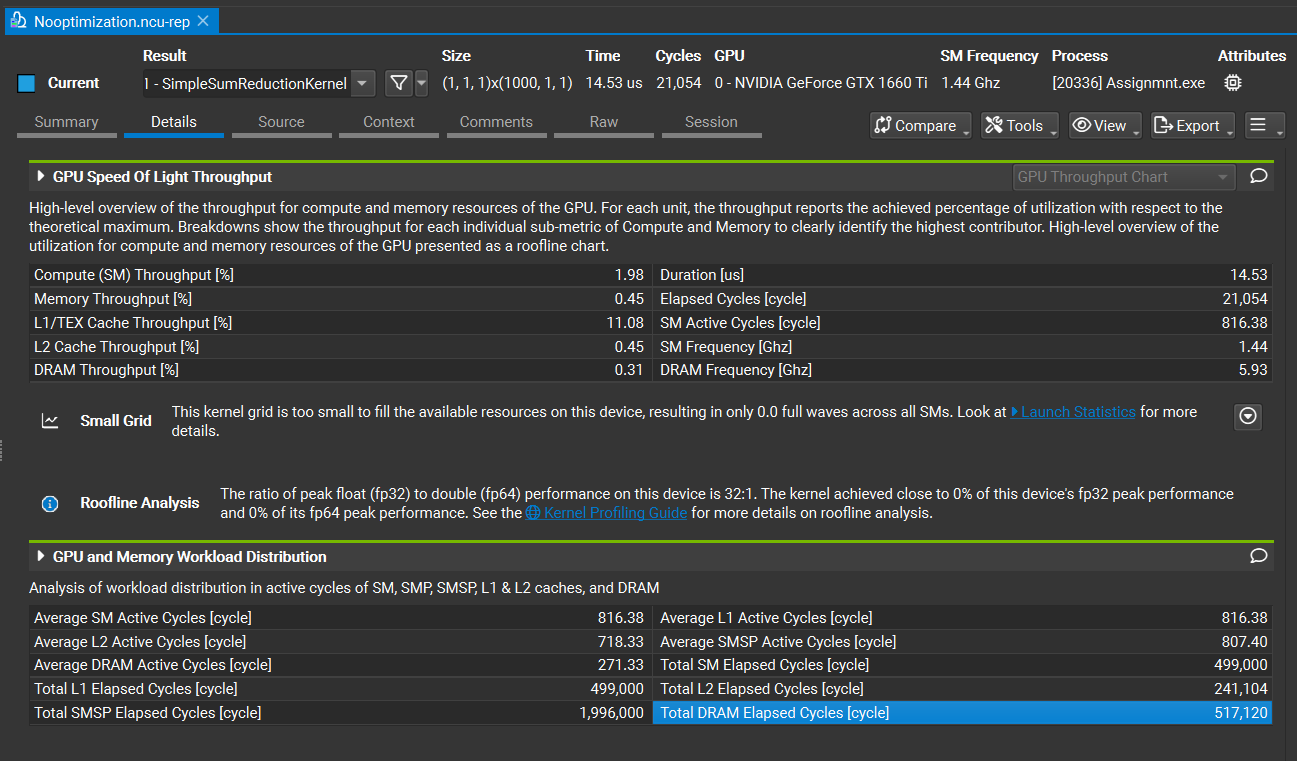 Nooptimization.ncu-rep
Result Size Time Cycles GPU SM Frequency Process Attributes
Current 1 - SimpleSumReductionKernel (1, 1, 1)x(1000, 1, 1) 14.53 us 21,054 0 - NVIDIA GeForce GTX 1660 Ti 1.44 Ghz [20336] Assignmnt.exe
Summary Details Source Context Comments Raw Session Compare Tools View Export
GPU Speed Of Light Throughput GPU Throughput Chart
High-level overview of the throughput for compute and memory resources of the GPU. For each unit, the throughput reports the achieved percentage of utilization with respect to the
theoretical maximum. Breakdowns show the throughput for each individual sub-metric of Compute and Memory to clearly identify the highest contributor. High-level overview of the
utilization for compute and memory resources of the GPU presented as a roofline chart.
Compute (SM) Throughput [%] 1.98 Duration [us] 14.53
Memory Throughput [%] 0.45 Elapsed Cycles [cycle] 21,054
L1/TEX Cache Throughput [%] 11.08 SM Active Cycles [cycle] 816.38
L2 Cache Throughput [%] 0.45 SM Frequency [Ghz] 1.44
DRAM Throughput [%] 0.31 DRAM Frequency [Ghz] 5.93
Small Grid This kernel grid is too small to fill the available resources on this device, resulting in only 0.0 full waves across all SMs. Look at Launch Statistics for more
details.
Roofline Analysis The ratio of peak float (fp32) to double (fp64) performance on this device is 32:1. The kernel achieved close to 0% of this device's fp32 peak performance
and 0% of its fp64 peak performance. See the Kernel Profiling Guide for more details on roofline analysis.
GPU and Memory Workload Distribution
Analysis of workload distribution in active cycles of SM, SMP, SMSP, L1 & L2 caches, and DRAM
Average SM Active Cycles [cycle] 816.38 Average L1 Active Cycles [cycle] 816.38
Average L2 Active Cycles [cycle] 718.33 Average SMSP Active Cycles [cycle] 807.40
Average DRAM Active Cycles [cycle] 271.33 Total SM Elapsed Cycles [cycle] 499,000
Total L1 Elapsed Cycles [cycle] 499,000 Total L2 Elapsed Cycles [cycle] 241,104
Total SMSP Elapsed Cycles [cycle] 1,996,000 Total DRAM Elapsed Cycles [cycle] 517,120